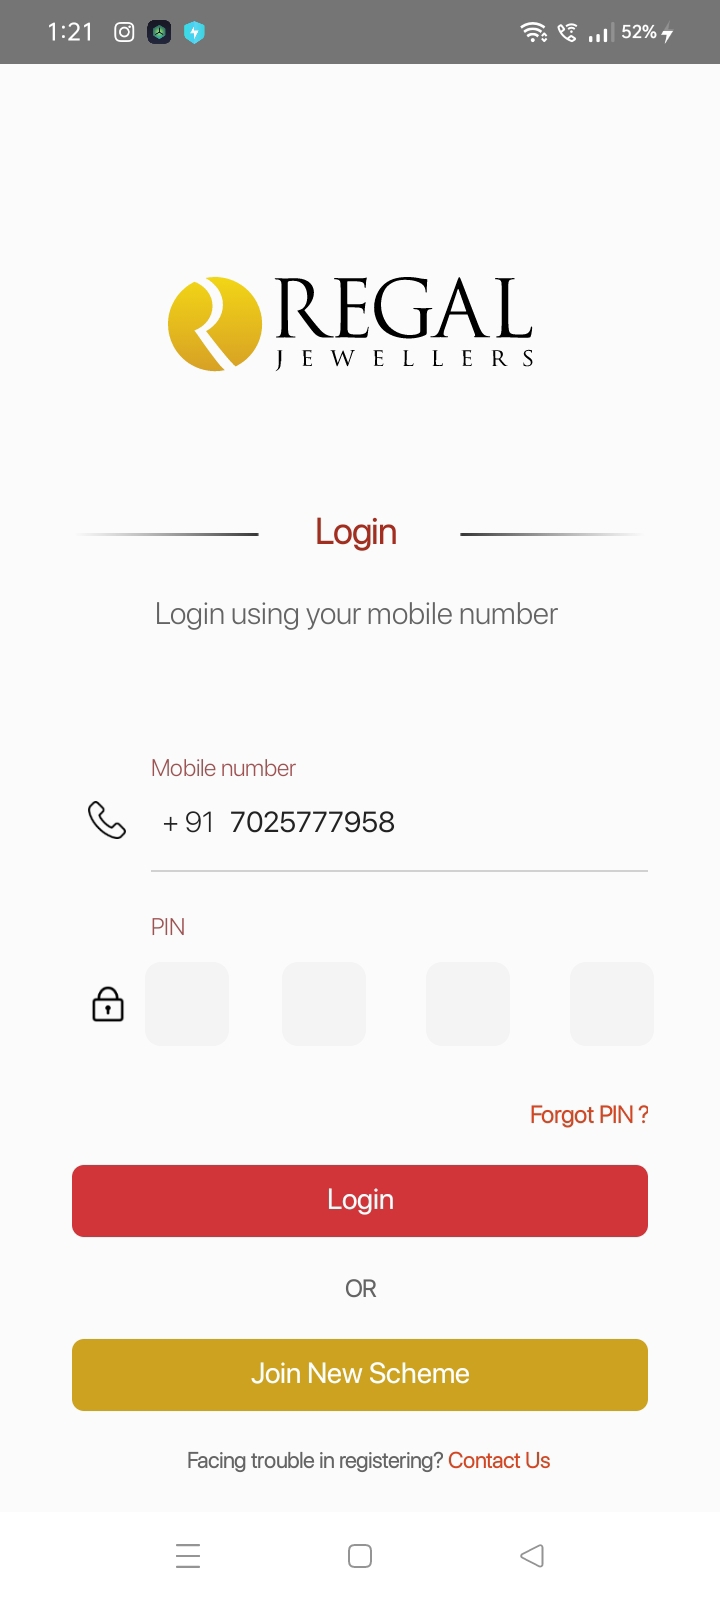 1:21 52%
REGAL
JEWELLERS
Login
Login using your mobile number
Mobile number
+ 91 7025777958
PIN
Forgot PIN ?
Login
OR
Join New Scheme
Facing trouble in registering? Contact Us